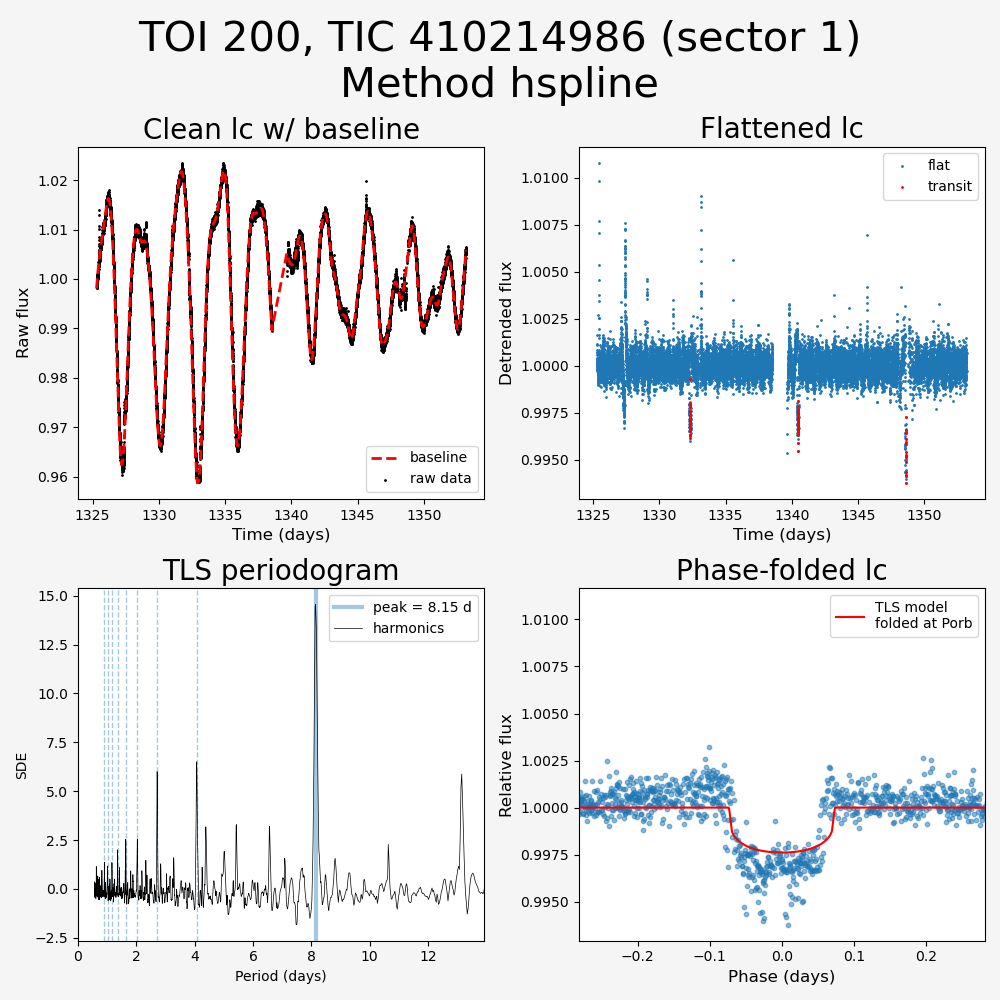 TOI 200, TIC 410214986 (sector 1)
Method hspline
Clean lc w/ baseline
Raw flux
1.02
1.01
1.00
0.99
0.98
0.97
0.96
baseline
raw data
1325 1330 1335 1340 1345 1350
Time (days)
Flattened lc
Detrended flux
1.0100
1.0075
1.0050
1.0025
1.0000
0.9975
0.9950
flat
transit
1325 1330 1335 1340 1345 1350
Time (days)
TLS periodogram
SDE
15.0
12.5
10.0
7.5
5.0
2.5
0.0
−2.5
peak = 8.15 d
harmonics
0 2 4 6 8 10 12
Period (days)
Phase-folded lc
Relative flux
1.0100
1.0075
1.0050
1.0025
1.0000
0.9975
0.9950
TLS model
folded at Porb
−0.2 −0.1 0.0 0.1 0.2
Phase (days)